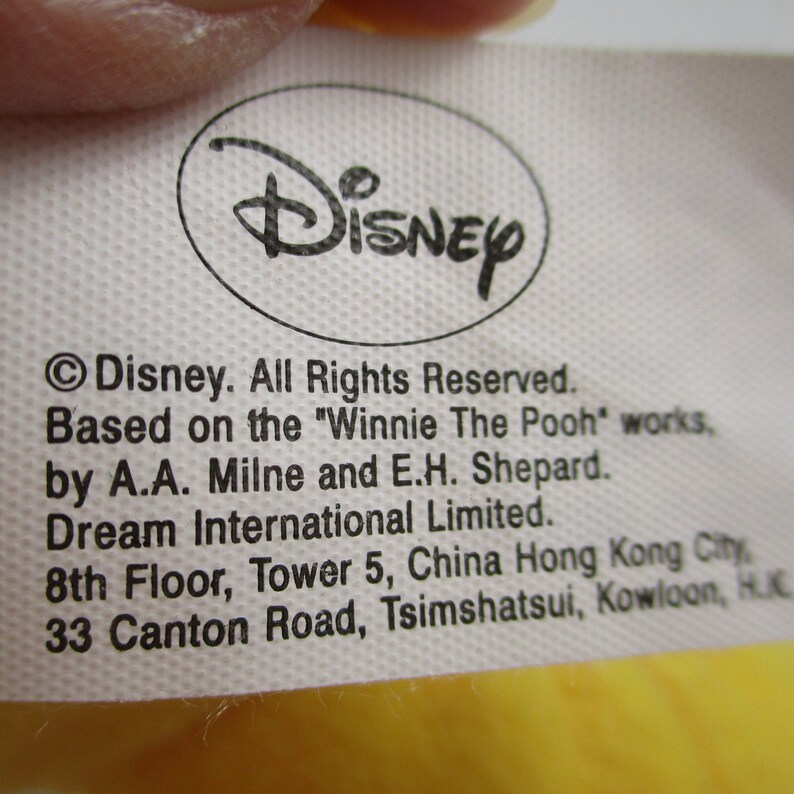 Disney
© Disney. All Rights Reserved.
Based on the "Winnie The Pooh" works,
by A.A. Milne and E.H. Shepard.
Dream International Limited.
8th Floor, Tower 5, China Hong Kong City,
33 Canton Road, Tsimshatsui, Kowloon, H.K.